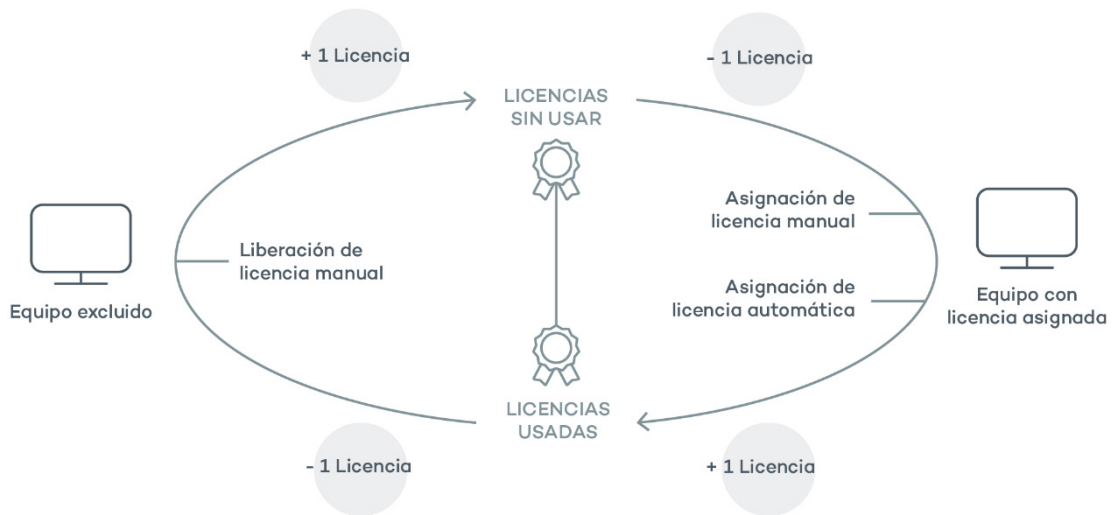 + 1 Licencia
- 1 Licencia
LICENCIAS
SIN USAR
Asignación de
licencia manual
Liberación de
licencia manual
Asignación de
licencia automática
Equipo excluido
Equipo con
licencia asignada
LICENCIAS
USADAS
- 1 Licencia
+ 1 Licencia